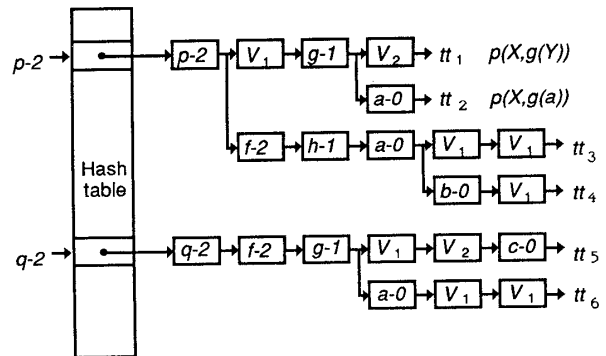 p-2 p-2 V₁ g-1 V₂ tt₁ p(X,g(Y))
a-0 tt₂ p(X,g(a))
f-2 h-1 a-0 V₁ V₁ tt₃
Hash
table
b-0 V₁ tt₄
q-2 q-2 f-2 g-1 V₁ V₂ c-0 tt₅
a-0 V₁ V₁ tt₆